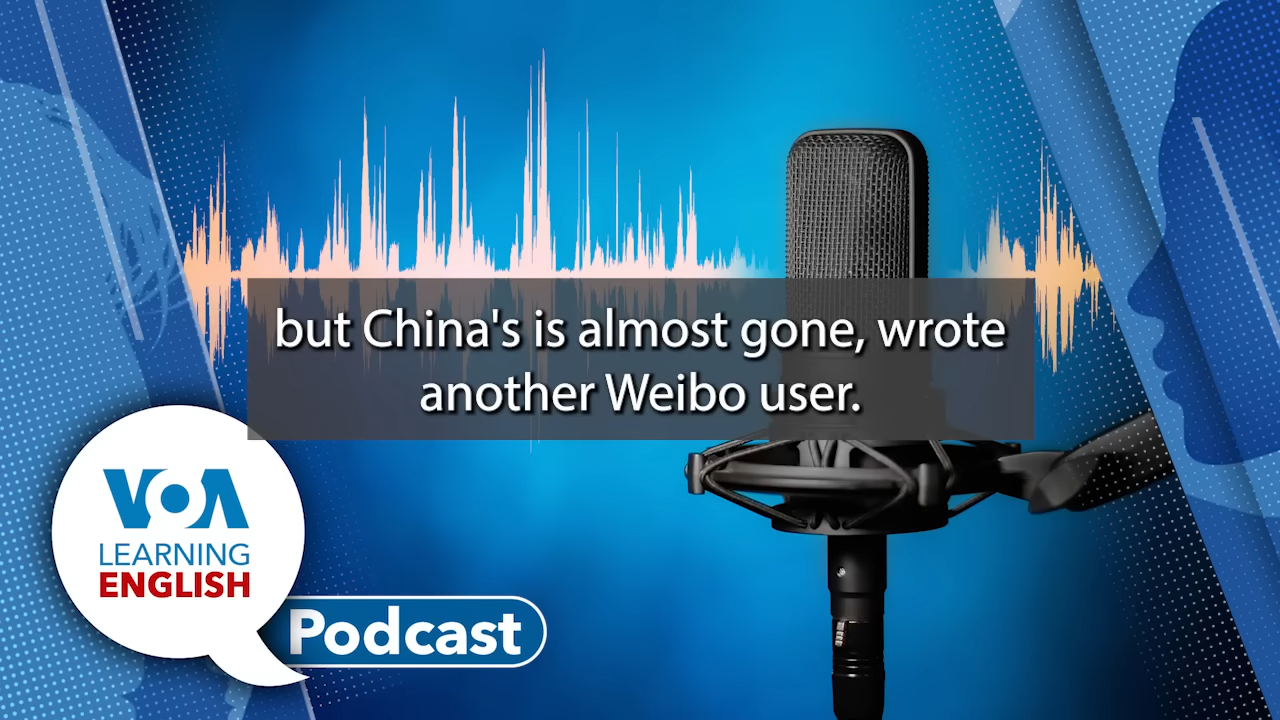 but China's is almost gone, wrote
another Weibo user.
VOA
LEARNING
ENGLISH
Podcast